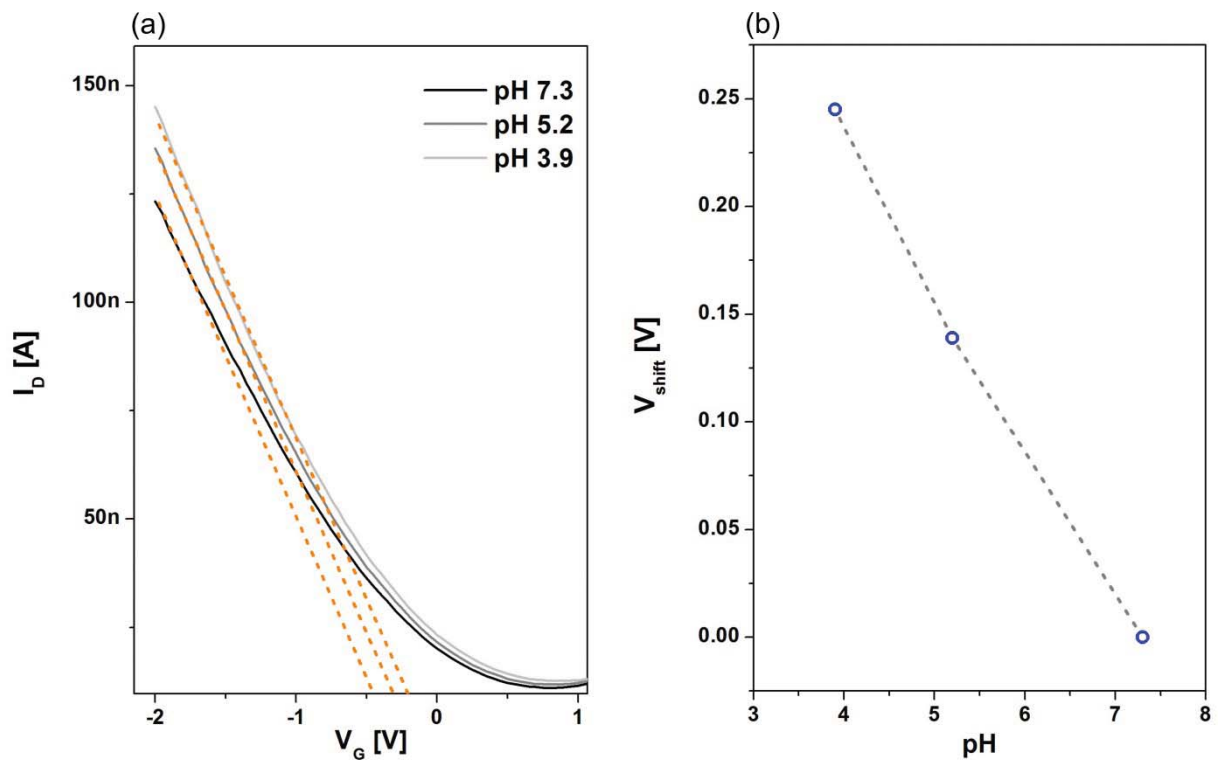 (a)
150n
100n
50n
I_D [A]
-2
-1
0
1
V_G [V]
pH 7.3
pH 5.2
pH 3.9
(b)
0.25
0.20
0.15
0.10
0.05
0.00
V_shift [V]
3
4
5
6
7
8
pH